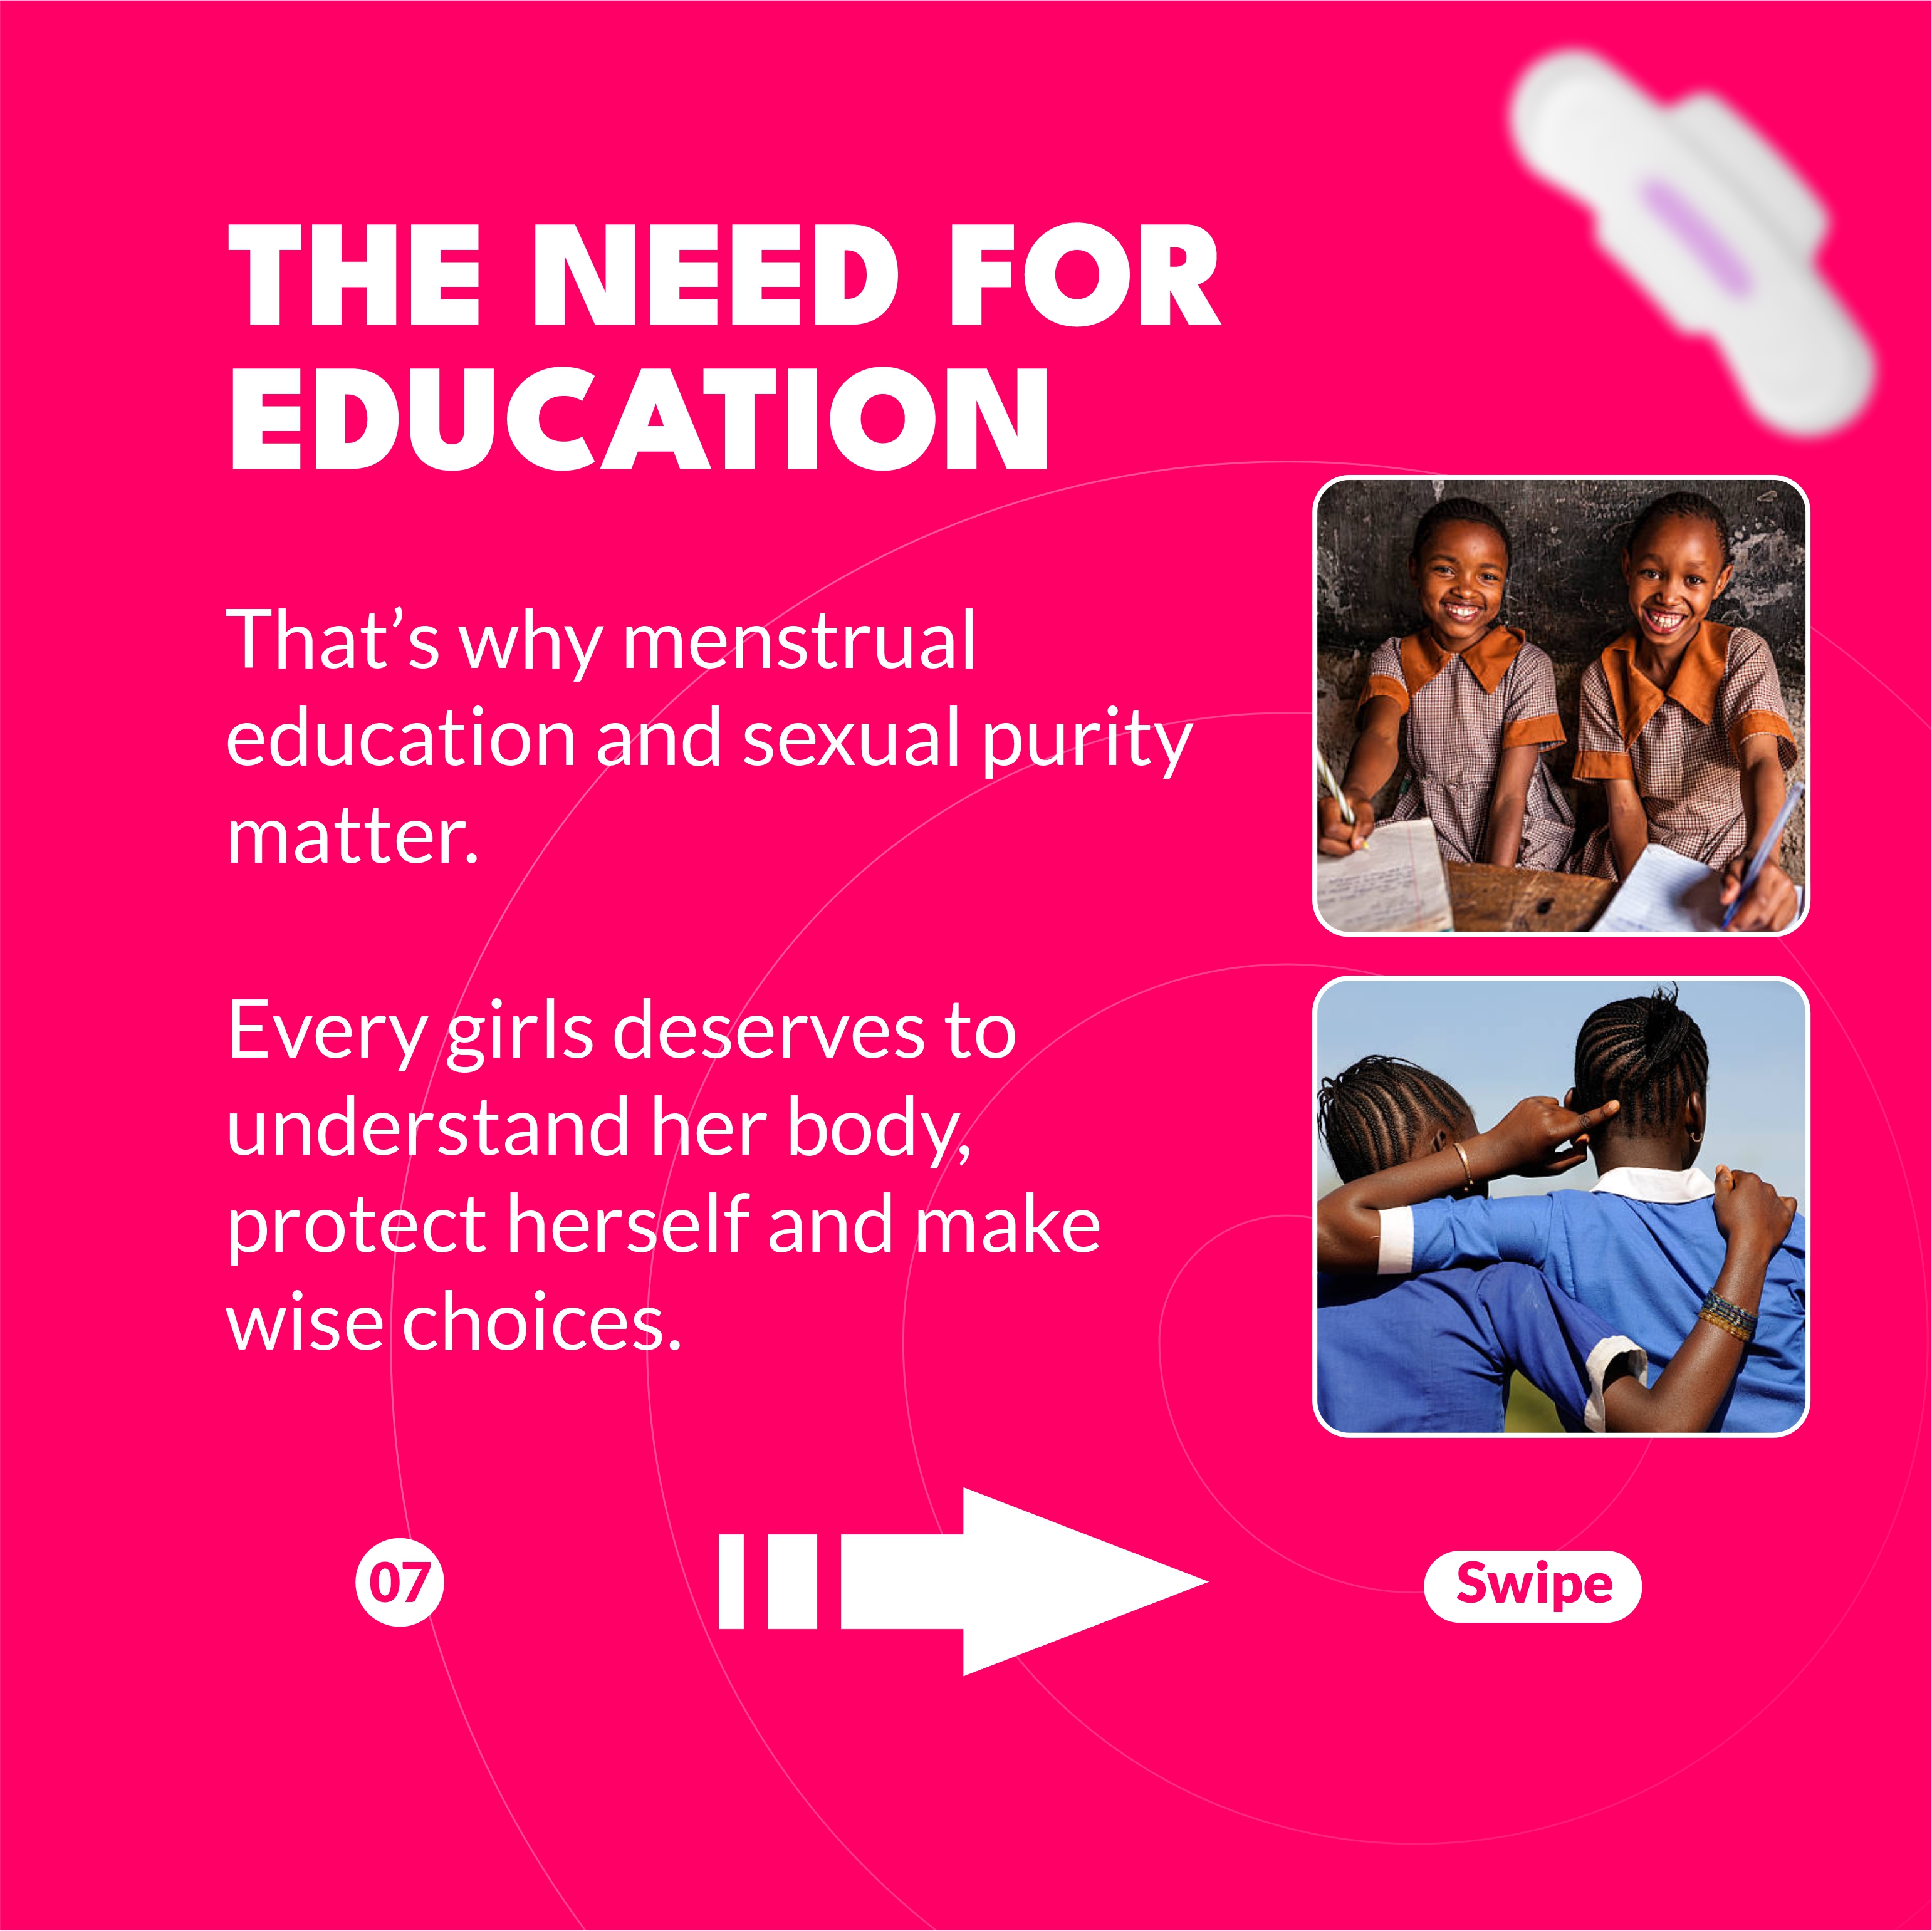 THE NEED FOR
EDUCATION
That’s why menstrual
education and sexual purity
matter.
Every girls deserves to
understand her body,
protect herself and make
wise choices.
07
Swipe